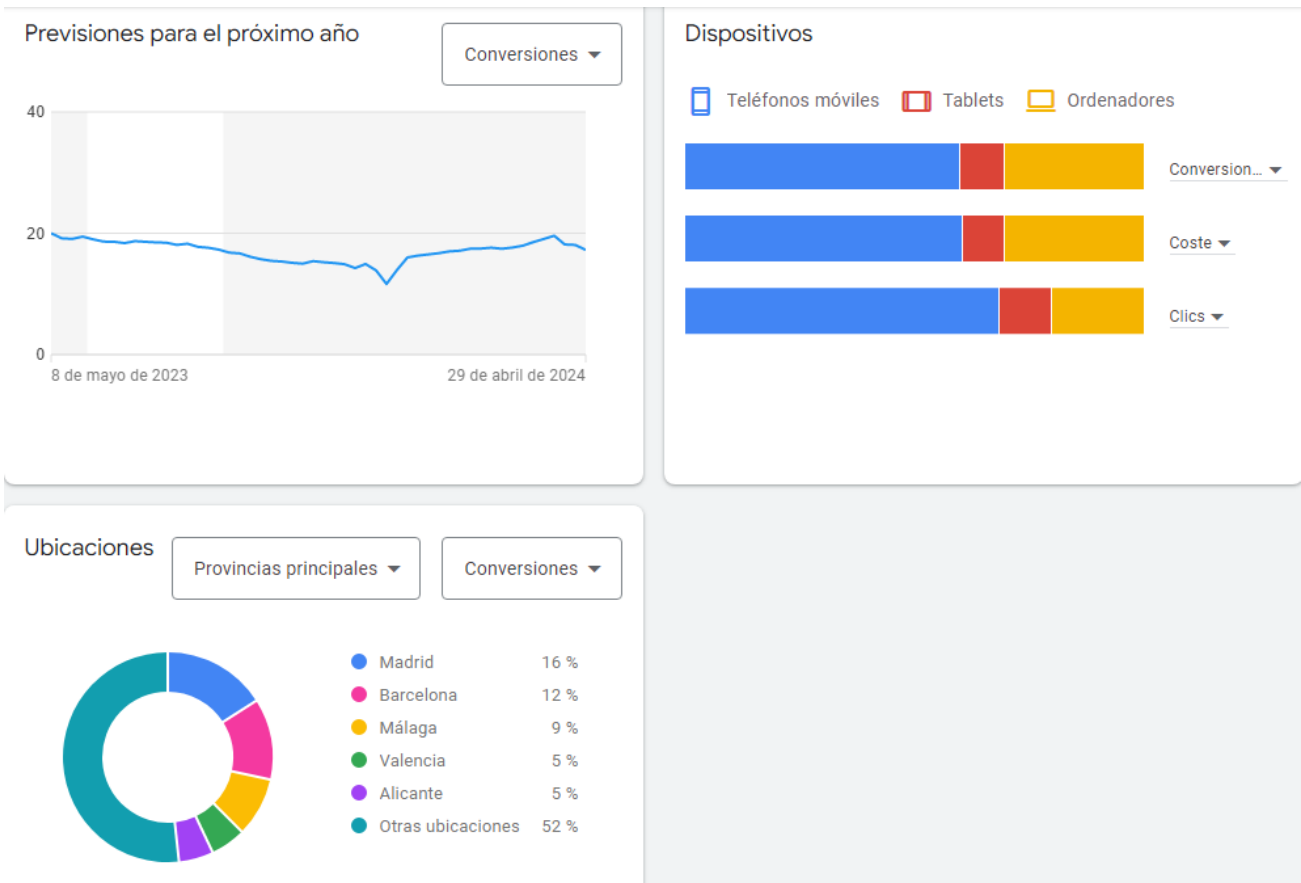 Previsiones para el próximo año
Conversiones
40
20
0
8 de mayo de 2023
29 de abril de 2024
Dispositivos
Teléfonos móviles
Tablets
Ordenadores
Conversion...
Coste
Clics
Ubicaciones
Provincias principales
Conversiones
Madrid 16 %
Barcelona 12 %
Málaga 9 %
Valencia 5 %
Alicante 5 %
Otras ubicaciones 52 %